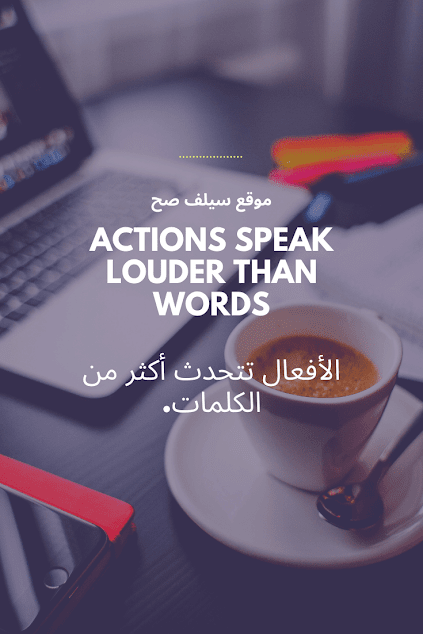 موقع سيلف صح
ACTIONS SPEAK
LOUDER THAN
WORDS
الأفعال تتحدث أكثر من
الكلمات.